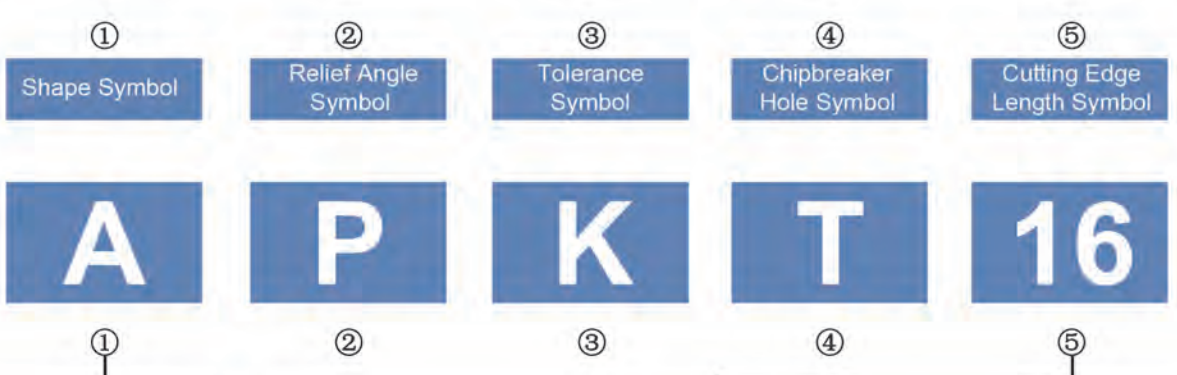 ① ② ③ ④ ⑤
Shape Symbol
Relief Angle
Symbol
Tolerance
Symbol
Chipbreaker
Hole Symbol
Cutting Edge
Length Symbol
A P K T 16
① ② ③ ④ ⑤